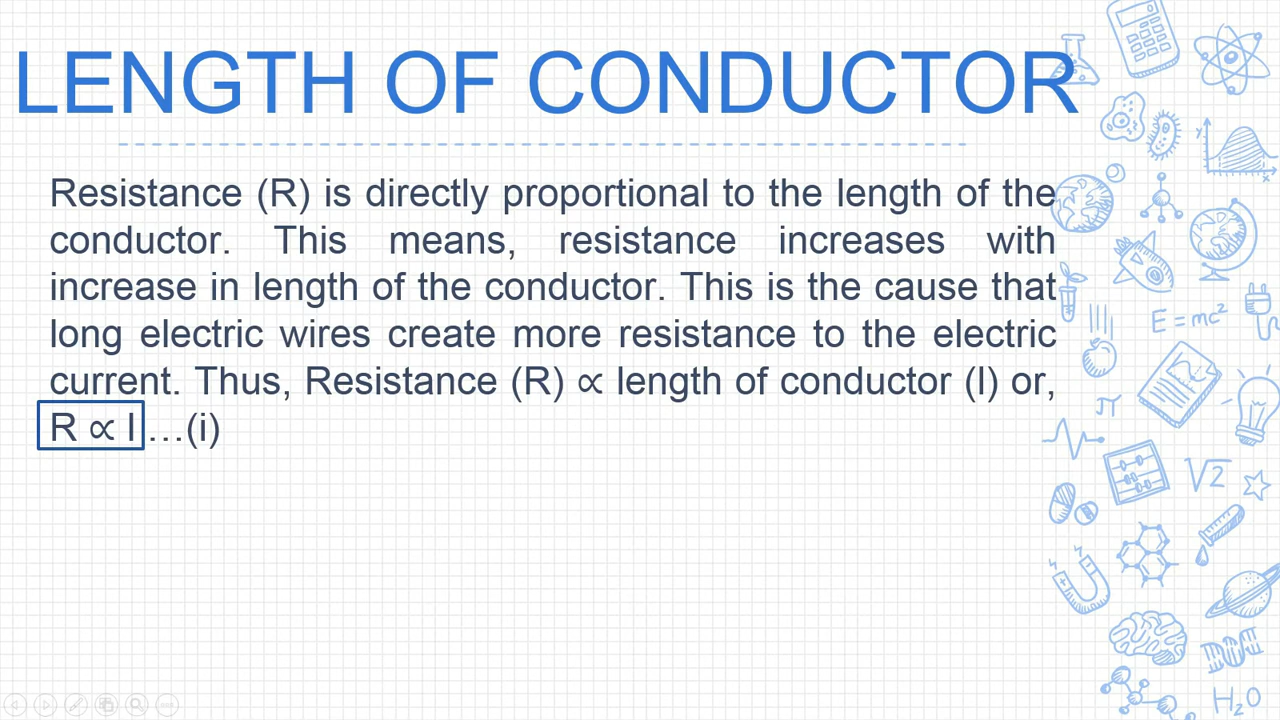 LENGTH OF CONDUCTOR
Resistance (R) is directly proportional to the length of the
conductor. This means, resistance increases with
increase in length of the conductor. This is the cause that
long electric wires create more resistance to the electric
current. Thus, Resistance (R) ∝ length of conductor (l) or,
R ∝ l …(i)
y
x
E=mc²
π
√2
H₂O